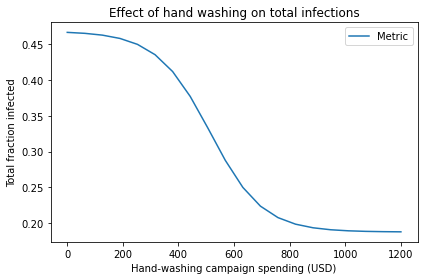 Effect of hand washing on total infections
Metric
Total fraction infected
0.45
0.40
0.35
0.30
0.25
0.20
0 200 400 600 800 1000 1200
Hand-washing campaign spending (USD)